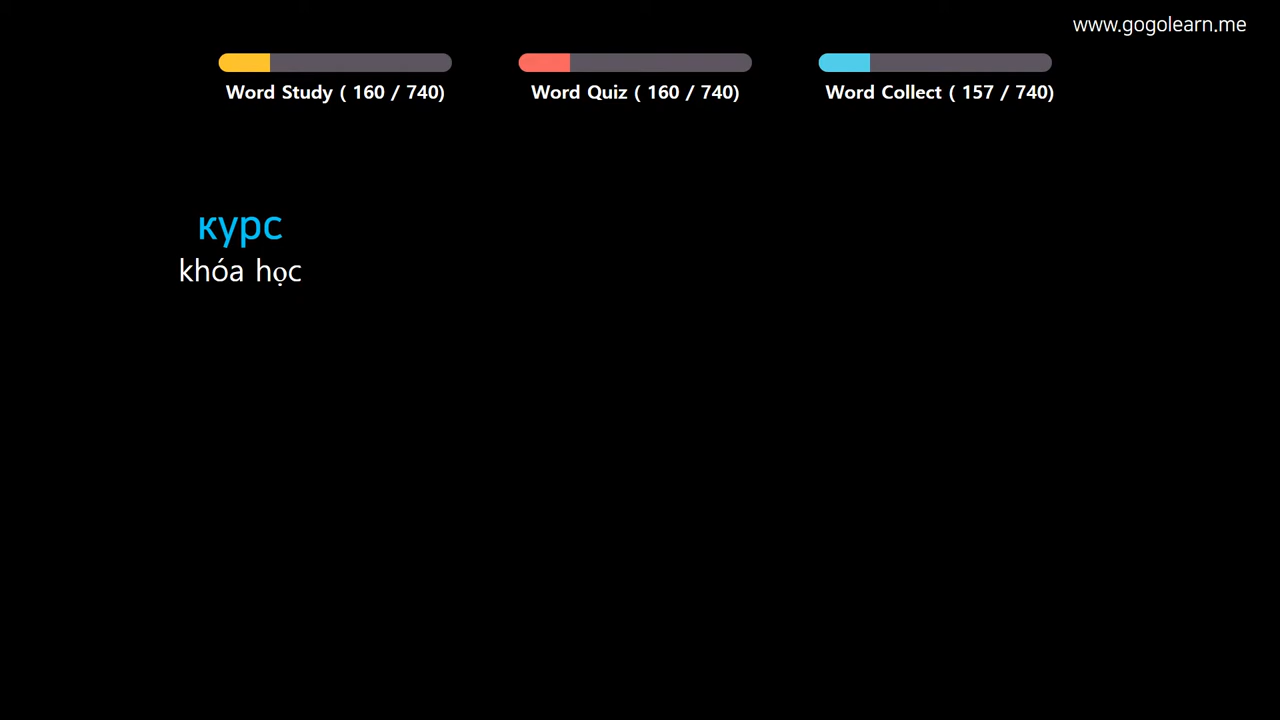 www.gogolearn.me
Word Study ( 160 / 740)
Word Quiz ( 160 / 740)
Word Collect ( 157 / 740)
курс
khóa học